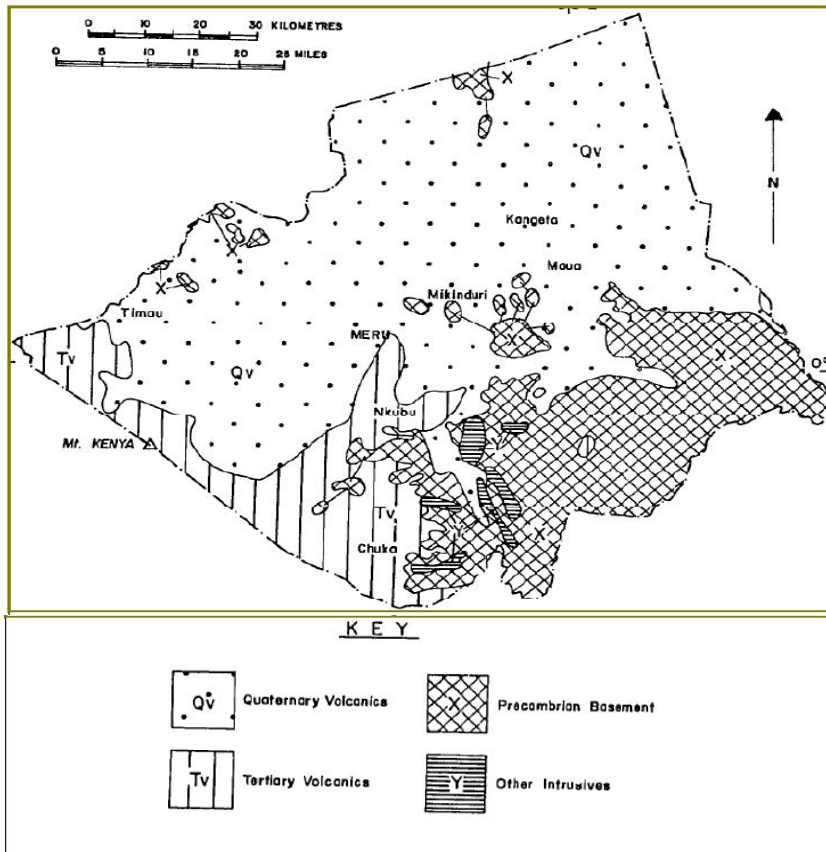 0 10 20 30 KILOMETRES
0 5 10 15 20 25 MILES
X
Qv
N
Kangeta
X
Maua
X
Mikinduri
Timau
X
MERU
X
Tv
Qv
0°
Nkubu
Mt. KENYA
Y
Tv
Y
X
Chuka
KEY
Qv Quaternary Volcanics
X Precambrian Basement
Tv Tertiary Volcanics
Y Other Intrusives